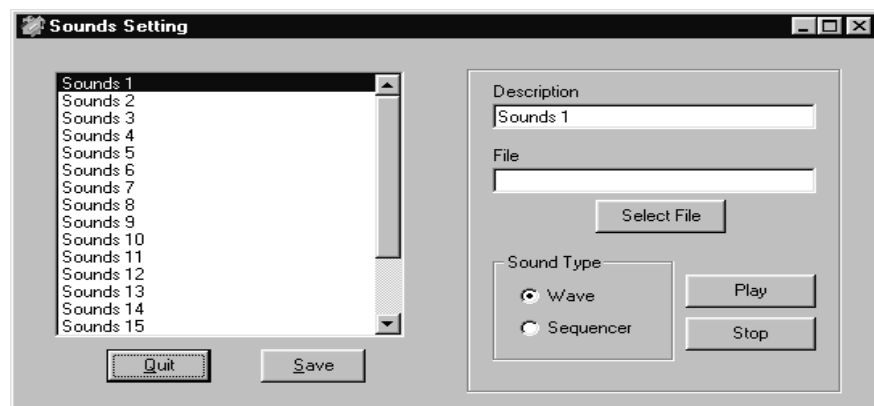 Sounds Setting
Sounds 1
Sounds 2
Sounds 3
Sounds 4
Sounds 5
Sounds 6
Sounds 7
Sounds 8
Sounds 9
Sounds 10
Sounds 11
Sounds 12
Sounds 13
Sounds 14
Sounds 15
Quit
Save
Description
Sounds 1
File
Select File
Sound Type
Wave
Sequencer
Play
Stop